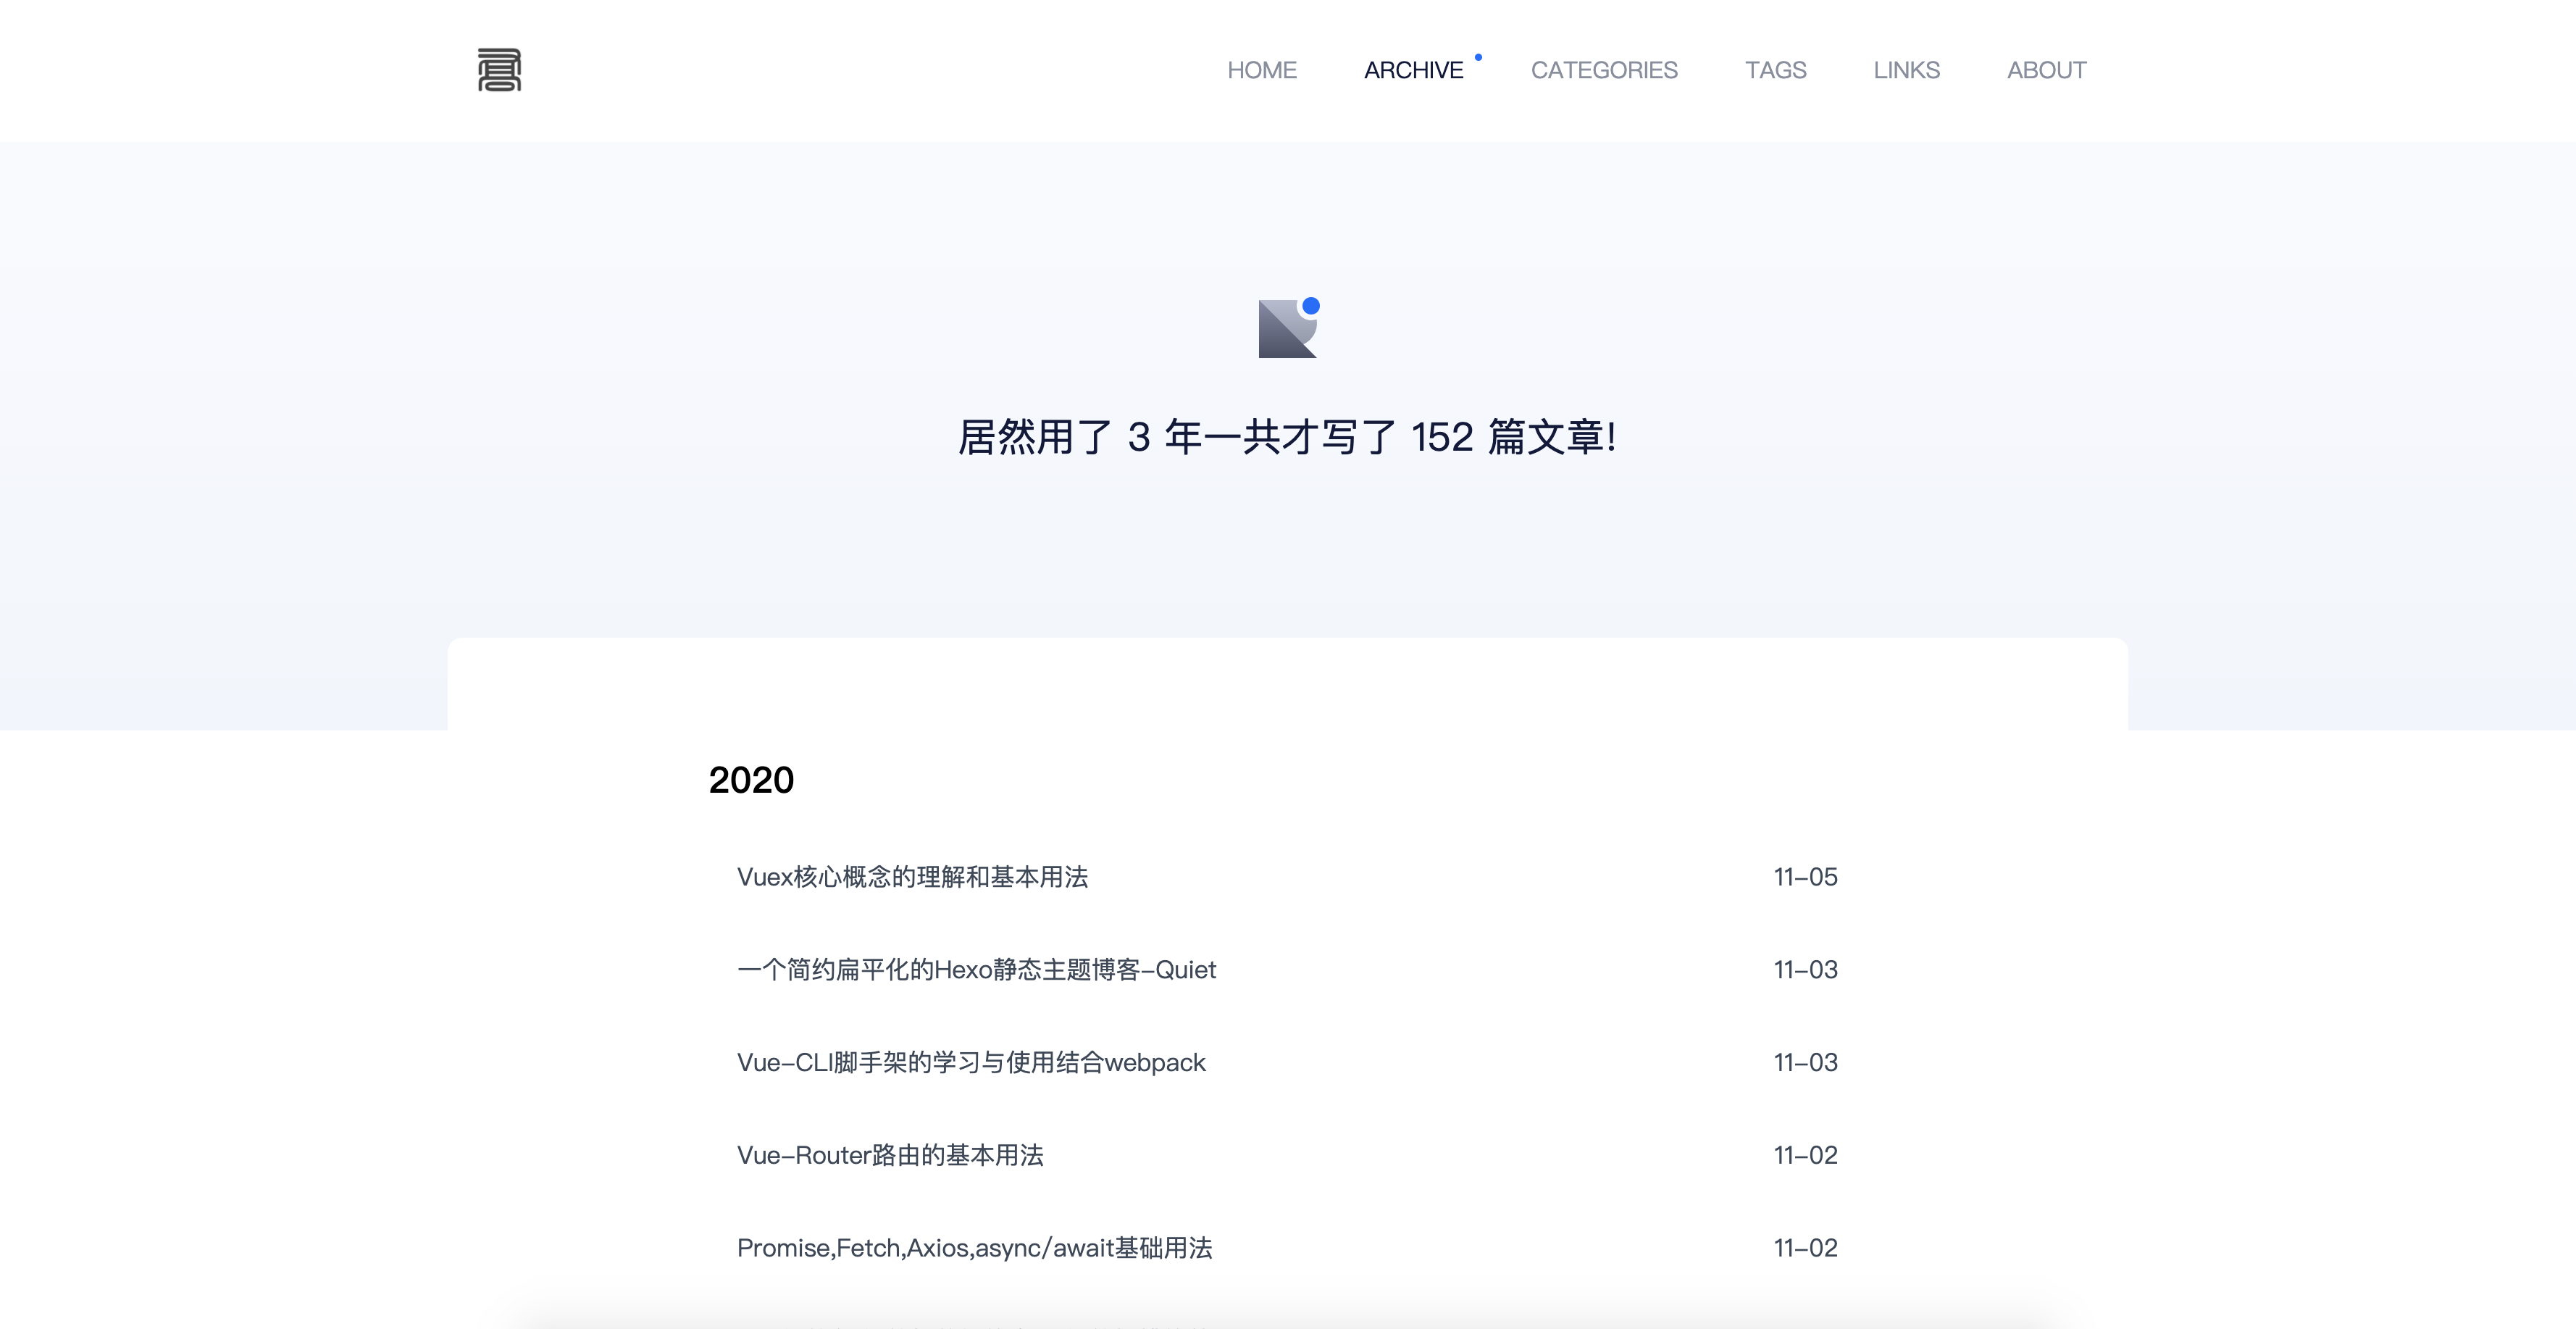 HOME ARCHIVE CATEGORIES TAGS LINKS ABOUT
居然用了 3 年一共才写了 152 篇文章!
2020
Vuex核心概念的理解和基本用法 11-05
一个简约扁平化的Hexo静态主题博客-Quiet 11-03
Vue-CLI脚手架的学习与使用结合webpack 11-03
Vue-Router路由的基本用法 11-02
Promise,Fetch,Axios,async/await基础用法 11-02